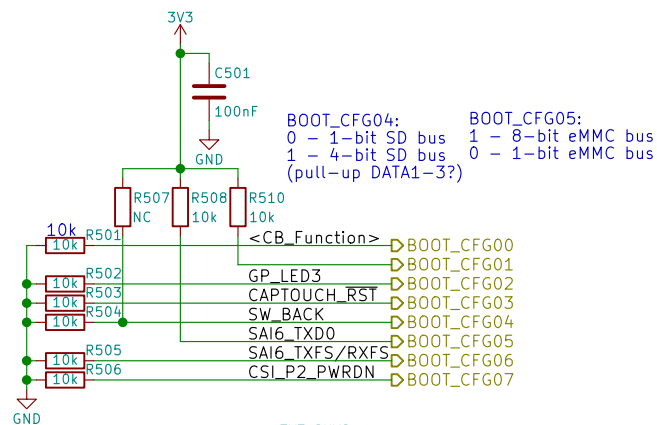 3V3
C501
100nF
GND
BOOT_CFG04:
0 - 1-bit SD bus
1 - 4-bit SD bus
(pull-up DATA1-3?)
BOOT_CFG05:
1 - 8-bit eMMC bus
0 - 1-bit eMMC bus
R507
NC
R508
10k
R510
10k
10k
R501
10k
<CB_Function>
BOOT_CFG00
BOOT_CFG01
R502
10k
GP_LED3
BOOT_CFG02
R503
10k
CAPTOUCH_RST
BOOT_CFG03
R504
10k
SW_BACK
BOOT_CFG04
SAI6_TXD0
BOOT_CFG05
R505
10k
SAI6_TXFS/RXFS
BOOT_CFG06
R506
10k
CSI_P2_PWRDN
BOOT_CFG07
GND